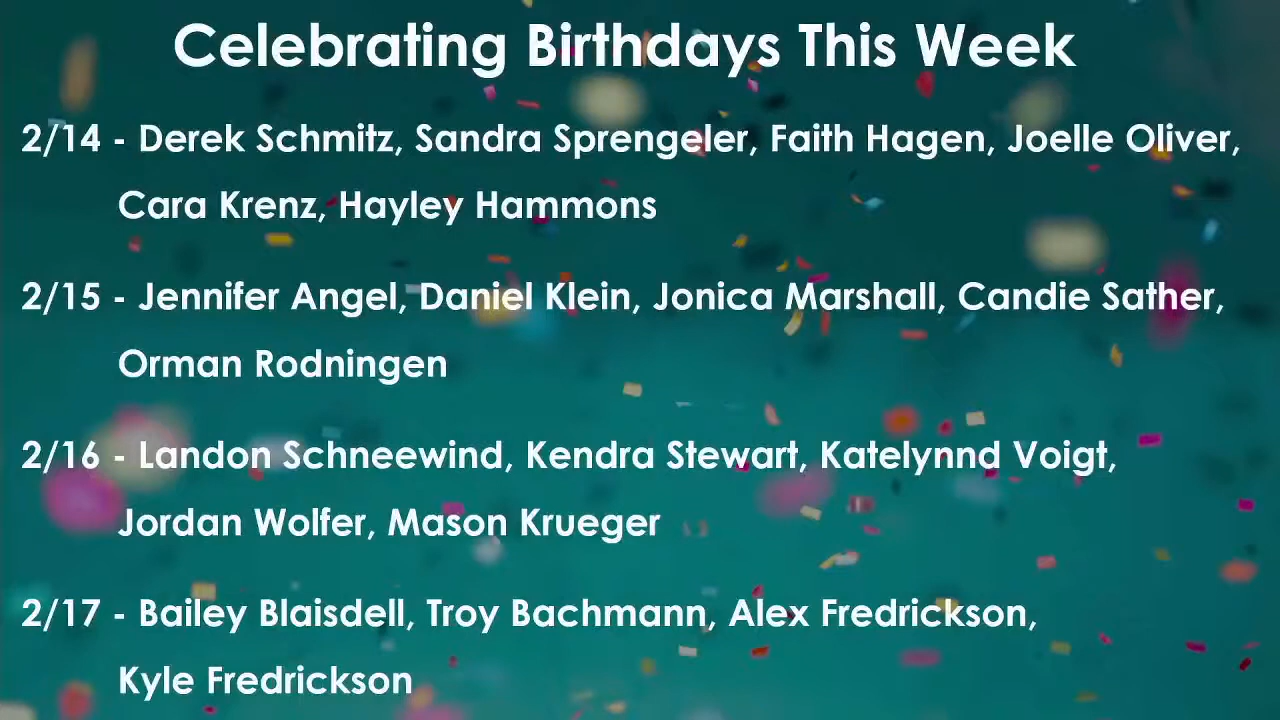 Celebrating Birthdays This Week
2/14 - Derek Schmitz, Sandra Sprengeler, Faith Hagen, Joelle Oliver,
Cara Krenz, Hayley Hammons
2/15 - Jennifer Angel, Daniel Klein, Jonica Marshall, Candie Sather,
Orman Rodningen
2/16 - Landon Schneewind, Kendra Stewart, Katelynnd Voigt,
Jordan Wolfer, Mason Krueger
2/17 - Bailey Blaisdell, Troy Bachmann, Alex Fredrickson,
Kyle Fredrickson